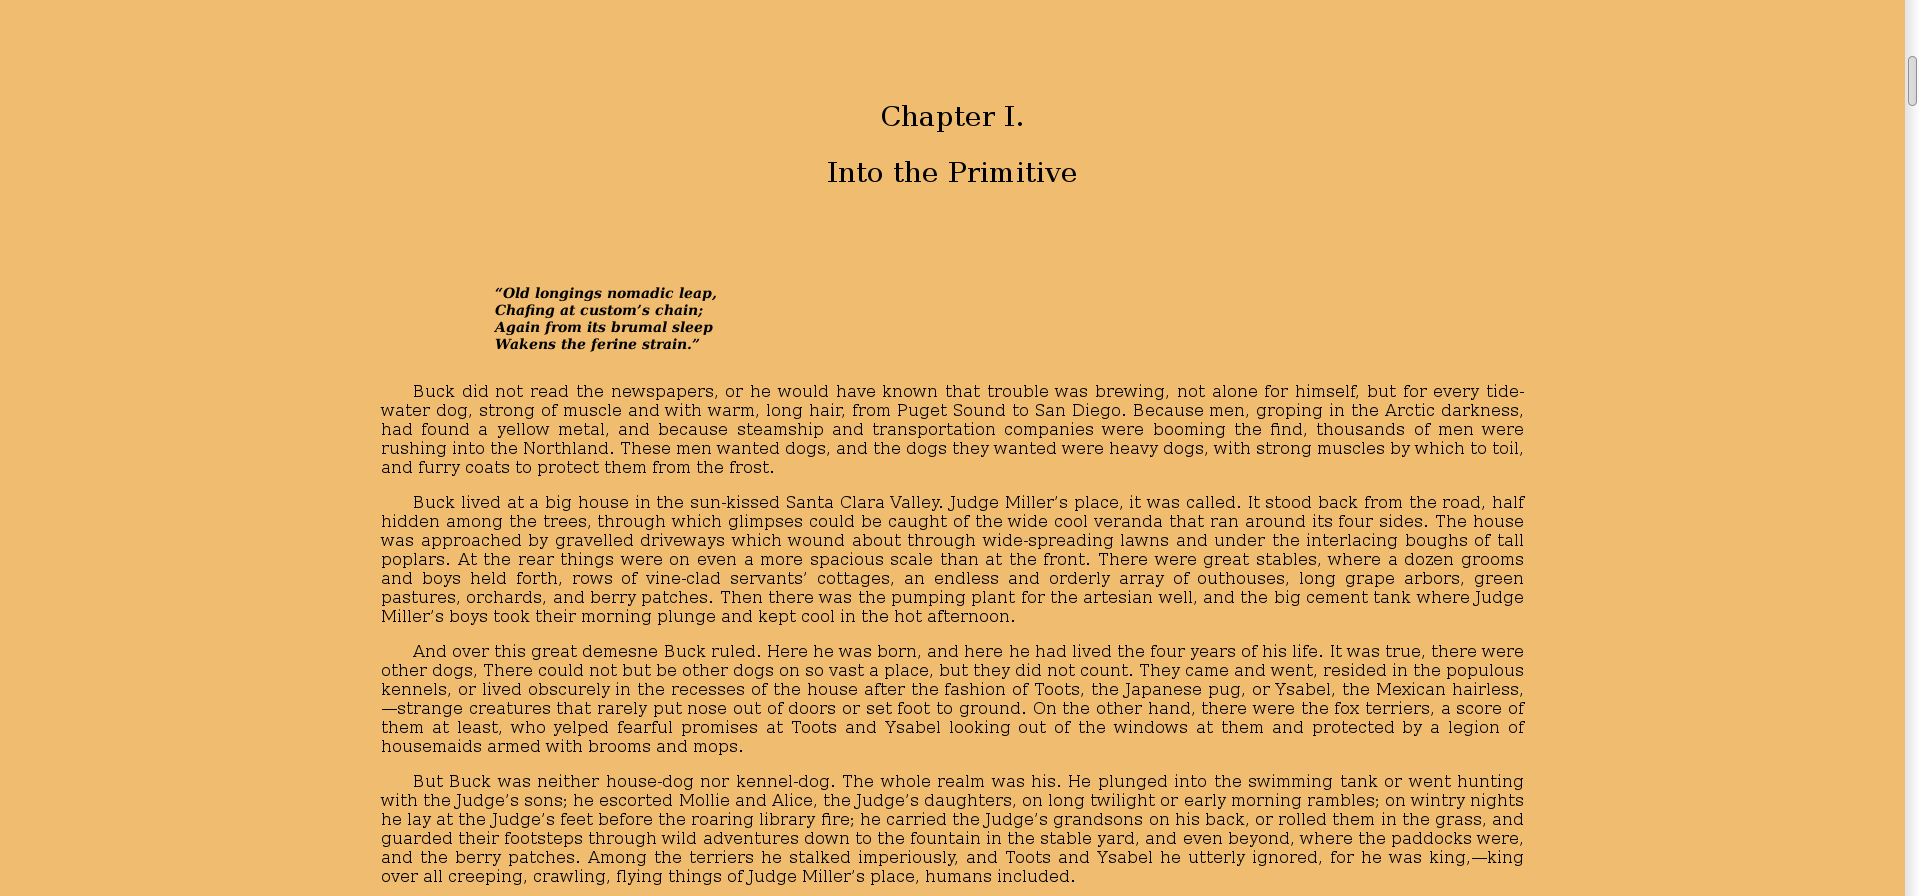 Chapter I.
Into the Primitive
“Old longings nomadic leap,
Chafing at custom’s chain;
Again from its brumal sleep
Wakens the ferine strain.”
Buck did not read the newspapers, or he would have known that trouble was brewing, not alone for himself, but for every tide-
water dog, strong of muscle and with warm, long hair, from Puget Sound to San Diego. Because men, groping in the Arctic darkness,
had found a yellow metal, and because steamship and transportation companies were booming the find, thousands of men were
rushing into the Northland. These men wanted dogs, and the dogs they wanted were heavy dogs, with strong muscles by which to toil,
and furry coats to protect them from the frost.
Buck lived at a big house in the sun-kissed Santa Clara Valley. Judge Miller’s place, it was called. It stood back from the road, half
hidden among the trees, through which glimpses could be caught of the wide cool veranda that ran around its four sides. The house
was approached by gravelled driveways which wound about through wide-spreading lawns and under the interlacing boughs of tall
poplars. At the rear things were on even a more spacious scale than at the front. There were great stables, where a dozen grooms
and boys held forth, rows of vine-clad servants’ cottages, an endless and orderly array of outhouses, long grape arbors, green
pastures, orchards, and berry patches. Then there was the pumping plant for the artesian well, and the big cement tank where Judge
Miller’s boys took their morning plunge and kept cool in the hot afternoon.
And over this great demesne Buck ruled. Here he was born, and here he had lived the four years of his life. It was true, there were
other dogs, There could not but be other dogs on so vast a place, but they did not count. They came and went, resided in the populous
kennels, or lived obscurely in the recesses of the house after the fashion of Toots, the Japanese pug, or Ysabel, the Mexican hairless,
—strange creatures that rarely put nose out of doors or set foot to ground. On the other hand, there were the fox terriers, a score of
them at least, who yelped fearful promises at Toots and Ysabel looking out of the windows at them and protected by a legion of
housemaids armed with brooms and mops.
But Buck was neither house-dog nor kennel-dog. The whole realm was his. He plunged into the swimming tank or went hunting
with the Judge’s sons; he escorted Mollie and Alice, the Judge’s daughters, on long twilight or early morning rambles; on wintry nights
he lay at the Judge’s feet before the roaring library fire; he carried the Judge’s grandsons on his back, or rolled them in the grass, and
guarded their footsteps through wild adventures down to the fountain in the stable yard, and even beyond, where the paddocks were,
and the berry patches. Among the terriers he stalked imperiously, and Toots and Ysabel he utterly ignored, for he was king,—king
over all creeping, crawling, flying things of Judge Miller’s place, humans included.